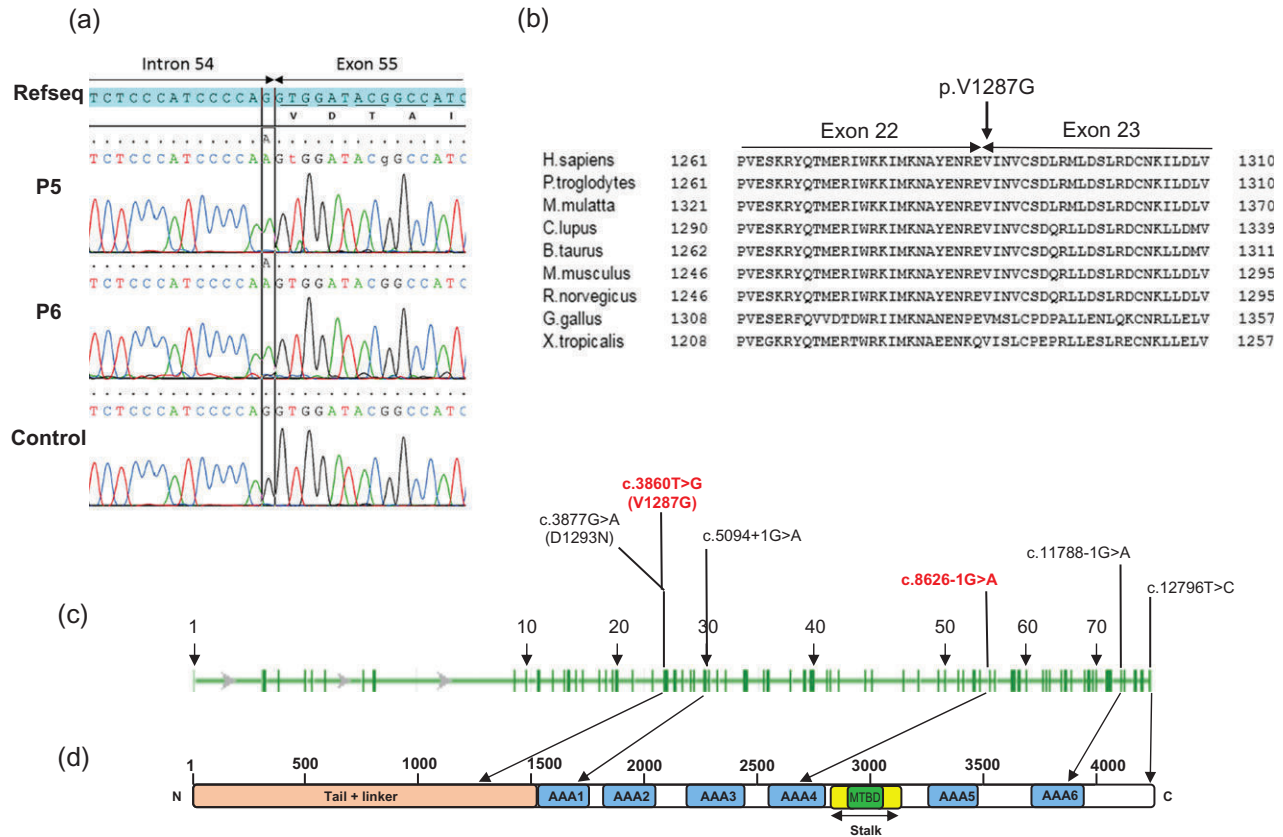 (a)
Intron 54 Exon 55
Refseq TCTCCCATCCCCAGGTGGATACGGCCATC
V D T A I
A
TCTCCCATCCCCAAGtGGATACgGCCATC
P5
A
TCTCCCATCCCCAAGTGGATACGGCCATC
P6
TCTCCCATCCCCAGGTGGATACGGCCATC
Control
(b)
p.V1287G
Exon 22 Exon 23
H.sapiens 1261 PVESKRYQTMERIWKKIMKNAYENREVINVCSDLRMLDSLRDCNKILDLV 1310
P.troglodytes 1261 PVESKRYQTMERIWKKIMKNAYENREVINVCSDLRMLDSLRDCNKILDLV 1310
M.mulatta 1321 PVESKRYQTMERIWKKIMKNAYENREVINVCSDLRMLDSLRDCNKILDLV 1370
C.lupus 1290 PVESKRYQTMERIWKKIMKNAYENREVINVCSDQRLLDSLRDCNKLLDMV 1339
B.taurus 1262 PVESKRYQTMERIWKKIMKNAYENREVINVCSDQRLLDSLRDCNKLLDMV 1311
M.musculus 1246 PVESKRYQTMERIWRKIMKNAYENREVINVCSDQRLLDSLRDCNKLLDLV 1295
R.norvegicus 1246 PVESKRYQTMERIWRKIMKNAYENREVINVCSDQRLLDSLRDCNKLLDLV 1295
G.gallus 1308 PVESERFQVVDTDWRKIMKNANENPEVMSLCPDPALLENLQKCNRLLELV 1357
X.tropicalis 1208 PVEGKRYQTMERTWRKIMKNAEENKQVISLCPEPRLLESLRECNKLLELV 1257
c.3860T>G
(V1287G)
c.3877G>A
(D1293N)
c.5094+1G>A
c.8626-1G>A
c.11788-1G>A
c.12796T>C
(c)
1 10 20 30 40 50 60 70
(d)
1 500 1000 1500 2000 2500 3000 3500 4000
N Tail + linker AAA1 AAA2 AAA3 AAA4 MTBD AAA5 AAA6 C
Stalk